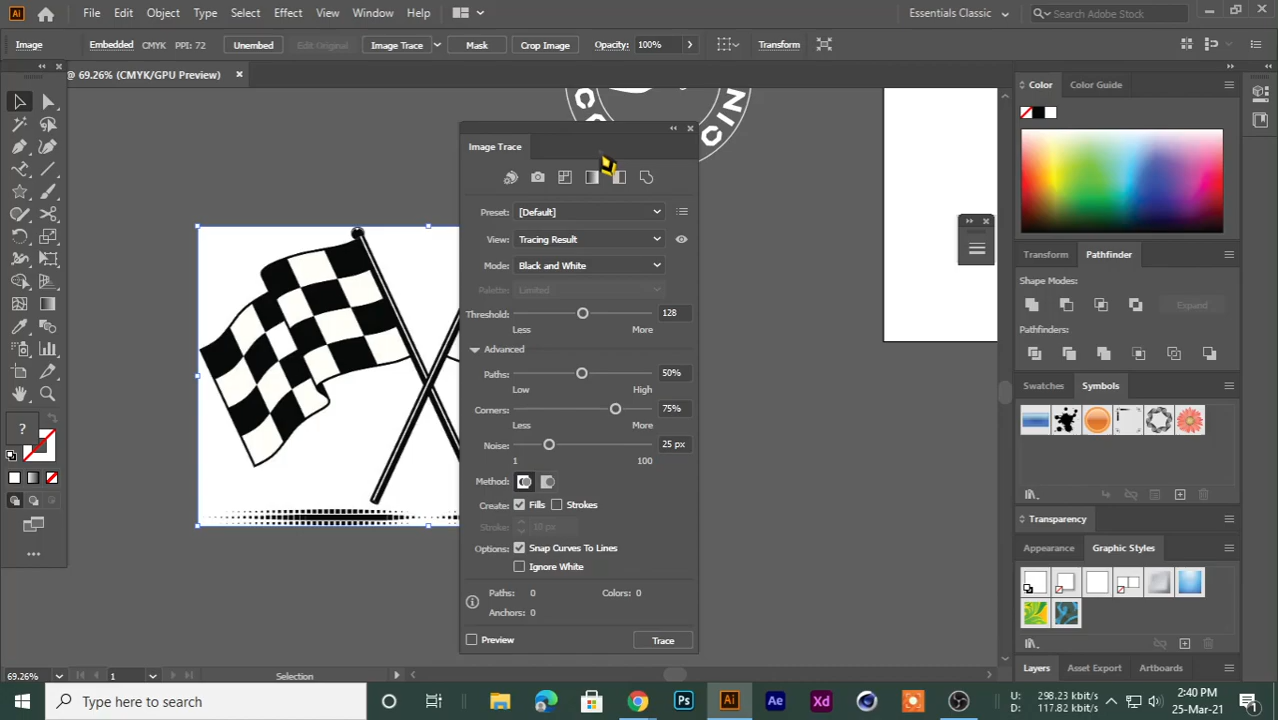 Ai File Edit Object Type Select Effect View Window Help Essentials Classic Search Adobe Stock
Image Embedded CMYK PPI: 72 Unembed Edit Original Image Trace Mask Crop Image Opacity: 100% Transform
@ 69.26% (CMYK/GPU Preview)
Color Color Guide
Image Trace
Preset: [Default]
View: Tracing Result
Mode: Black and White
Palette: Limited
Threshold: 128
Less More
Advanced
Paths: 50%
Low High
Corners: 75%
Less More
Noise: 25 px
1 100
Method:
Create: Fills Strokes
Stroke: 10 px
Options: Snap Curves To Lines
Ignore White
Paths: 0 Colors: 0
Anchors: 0
Preview Trace
Transform Pathfinder
Shape Modes:
Expand
Pathfinders:
Swatches Symbols
Transparency
Appearance Graphic Styles
Layers Asset Export Artboards
?
69.26% 1 Selection
Type here to search Ps Ai Ae Xd
U: 298.23 kbit/s
D: 117.82 kbit/s
2:40 PM
25-Mar-21
1